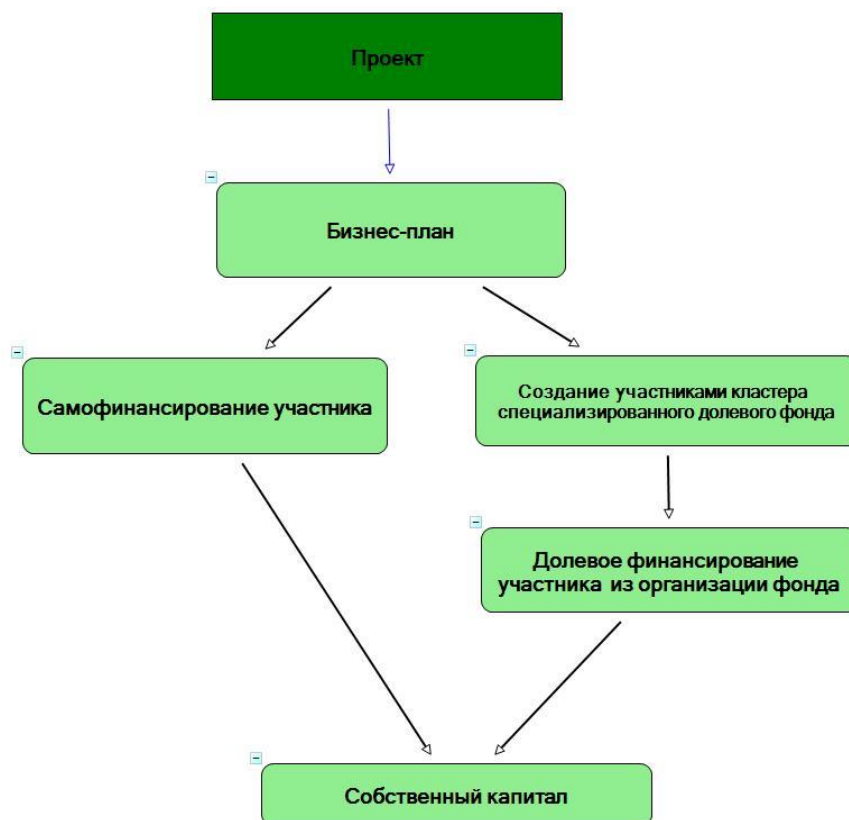 Проект
Бизнес-план
Самофинансирование участника
Создание участниками кластера
специализированного долевого фонда
Долевое финансирование
участника из организации фонда
Собственный капитал